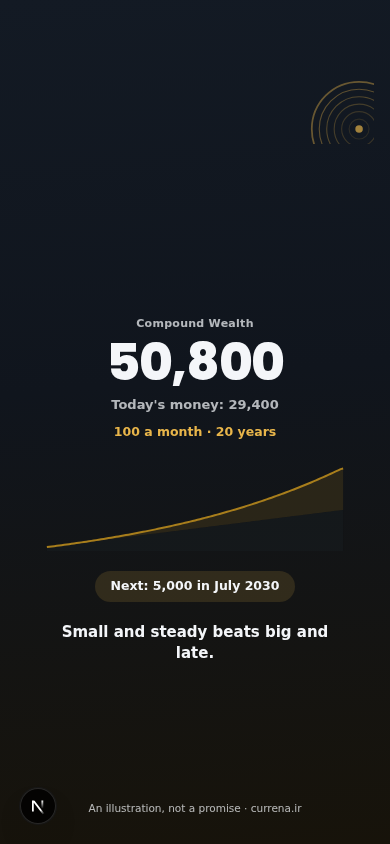 Compound Wealth
50,800
Today's money: 29,400
100 a month · 20 years
Next: 5,000 in July 2030
Small and steady beats big and
late.
N
An illustration, not a promise · currena.ir